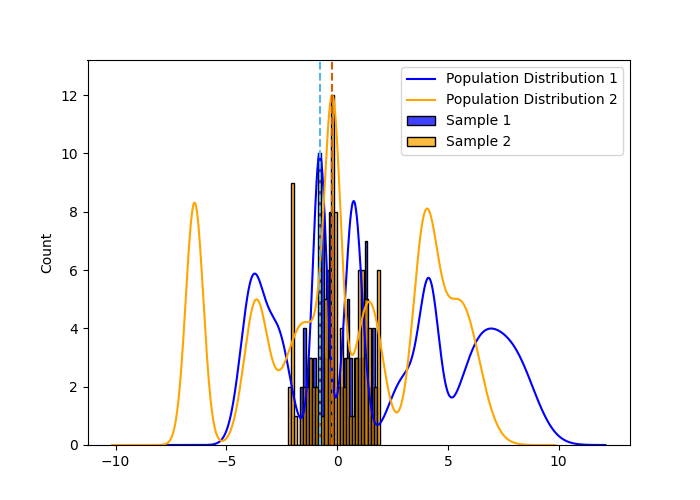 Population Distribution 1
Population Distribution 2
Sample 1
Sample 2
Count
12
10
8
6
4
2
0
−10
−5
0
5
10